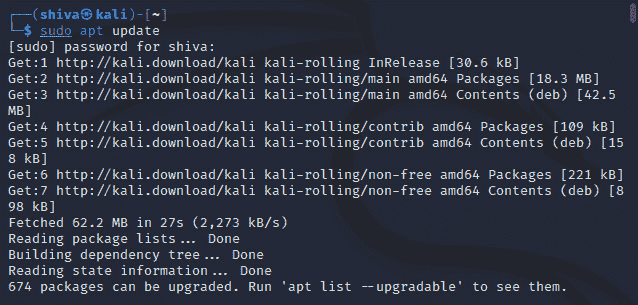 ┌──(shiva㉿kali)-[~]
└─$ sudo apt update
[sudo] password for shiva:
Get:1 http://kali.download/kali kali-rolling InRelease [30.6 kB]
Get:2 http://kali.download/kali kali-rolling/main amd64 Packages [18.3 MB]
Get:3 http://kali.download/kali kali-rolling/main amd64 Contents (deb) [42.5
MB]
Get:4 http://kali.download/kali kali-rolling/contrib amd64 Packages [109 kB]
Get:5 http://kali.download/kali kali-rolling/contrib amd64 Contents (deb) [15
8 kB]
Get:6 http://kali.download/kali kali-rolling/non-free amd64 Packages [221 kB]
Get:7 http://kali.download/kali kali-rolling/non-free amd64 Contents (deb) [8
98 kB]
Fetched 62.2 MB in 27s (2,273 kB/s)
Reading package lists... Done
Building dependency tree... Done
Reading state information... Done
674 packages can be upgraded. Run 'apt list --upgradable' to see them.